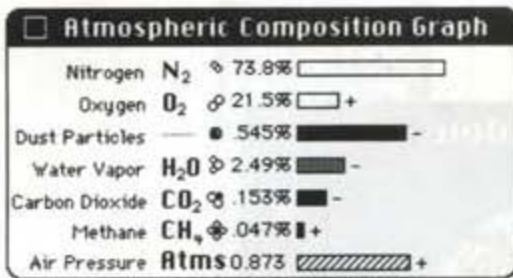 Atmospheric Composition Graph
Nitrogen N₂ 73.8%
Oxygen O₂ 21.5% +
Dust Particles — .545% -
Water Vapor H₂O 2.49% -
Carbon Dioxide CO₂ .153% -
Methane CH₄ .047% +
Air Pressure Atms 0.873 +